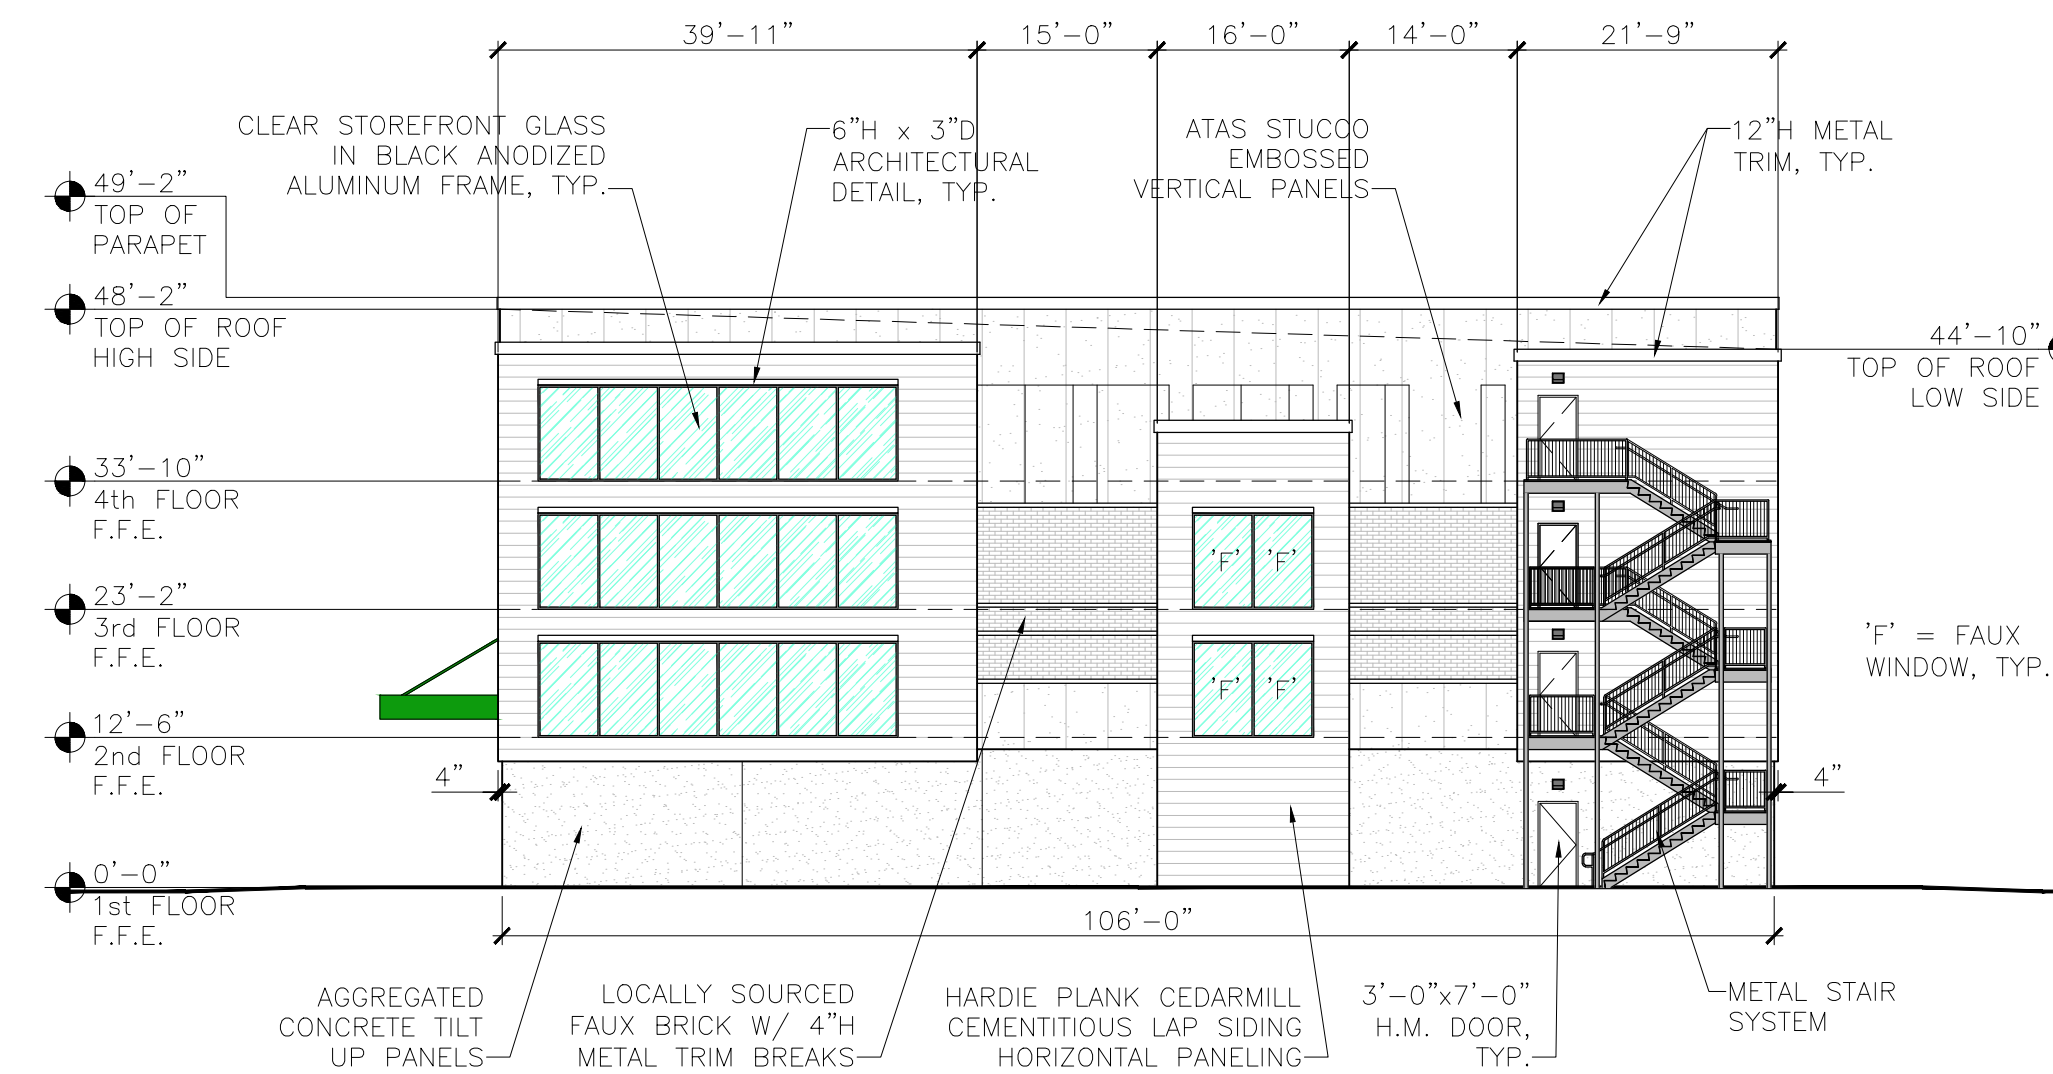 39'-11" 15'-0" 16'-0" 14'-0" 21'-9"
CLEAR STOREFRONT GLASS
IN BLACK ANODIZED
ALUMINUM FRAME, TYP.
6"H x 3"D
ARCHITECTURAL
DETAIL, TYP.
ATAS STUCCO
EMBOSSED
VERTICAL PANELS
12"H METAL
TRIM, TYP.
49'-2"
TOP OF
PARAPET
48'-2"
TOP OF ROOF
HIGH SIDE
44'-10"
TOP OF ROOF
LOW SIDE
33'-10"
4th FLOOR
F.F.E.
'F' 'F'
23'-2"
3rd FLOOR
F.F.E.
'F' = FAUX
WINDOW, TYP.
'F' 'F'
12'-6"
2nd FLOOR
F.F.E.
4"
4"
0'-0"
1st FLOOR
F.F.E.
106'-0"
AGGREGATED
CONCRETE TILT
UP PANELS
LOCALLY SOURCED
FAUX BRICK W/ 4"H
METAL TRIM BREAKS
HARDIE PLANK CEDARMILL
CEMENTITIOUS LAP SIDING
HORIZONTAL PANELING
3'-0"x7'-0"
H.M. DOOR,
TYP.
METAL STAIR
SYSTEM